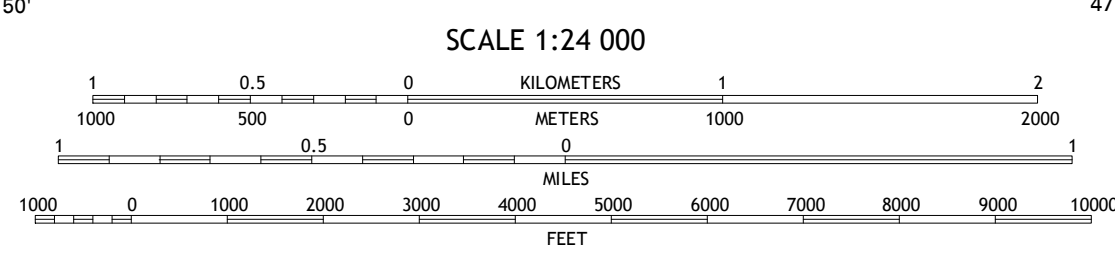 50' 47
SCALE 1:24 000
1 0.5 0 KILOMETERS 1 2
1000 500 0 METERS 1000 2000
1 0.5 0 1
MILES
1000 0 1000 2000 3000 4000 5000 6000 7000 8000 9000 10000
FEET